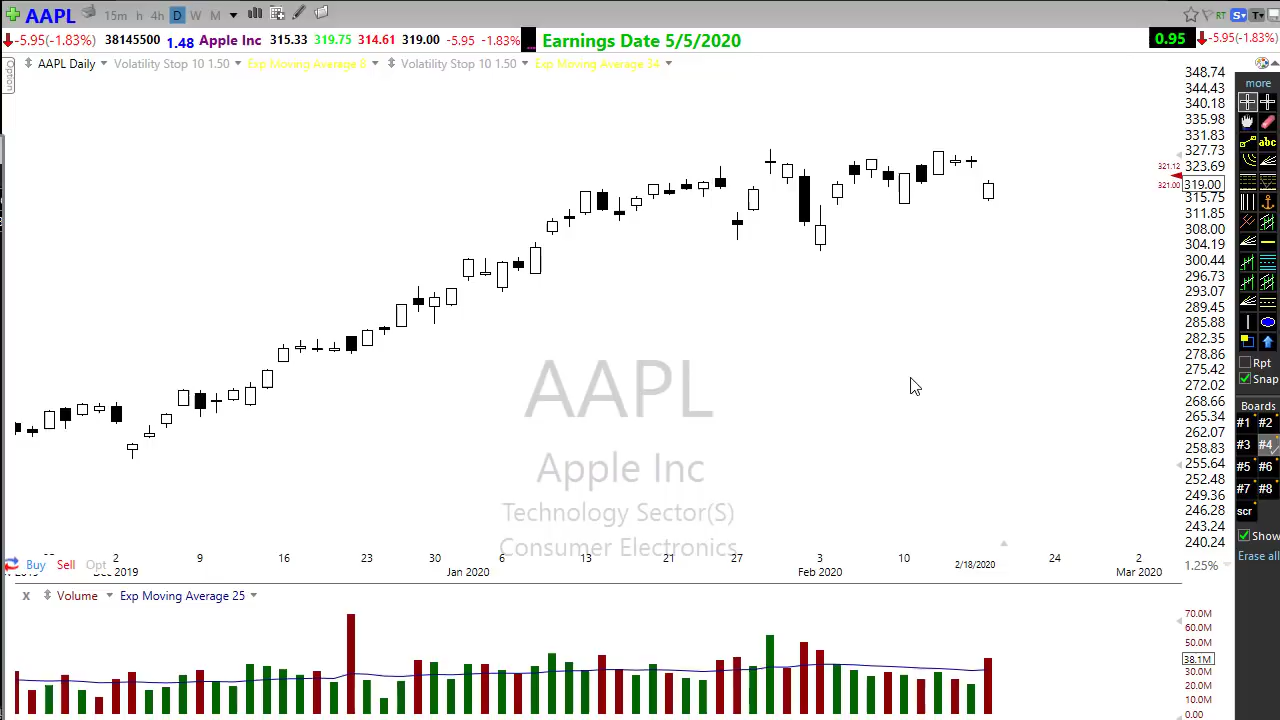 AAPL 15m h 4h D W M RT S T
-5.95(-1.83%) 38145500 1.48 Apple Inc 315.33 319.75 314.61 319.00 -5.95 -1.83% Earnings Date 5/5/2020 0.95 -5.95(-1.83%)
Option AAPL Daily Volatility Stop 10 1.50 Exp Moving Average 8 Volatility Stop 10 1.50 Exp Moving Average 34
348.74
344.43
340.18
335.98
331.83
327.73
323.69
321.12
319.00
321.00
315.75
311.85
308.00
304.19
300.44
296.73
293.07
289.45
285.88
282.35
278.86
275.42
272.02
268.66
265.34
262.07
258.83
255.64
252.48
249.36
246.28
243.24
240.24
more
abc
Rpt
Snap
Boards
#1 #2
#3 #4
#5 #6
#7 #8
scr
Show
Erase all
AAPL
Apple Inc
Technology Sector(S)
Consumer Electronics
2 9 16 23 30 6 13 21 27 3 10 2/18/2020 24 2
Buy Sell Opt
Dec 2019 Jan 2020 Feb 2020 Mar 2020
1.25%
x Volume Exp Moving Average 25
70.0M
60.0M
50.0M
38.1M
30.0M
20.0M
10.0M
0.00